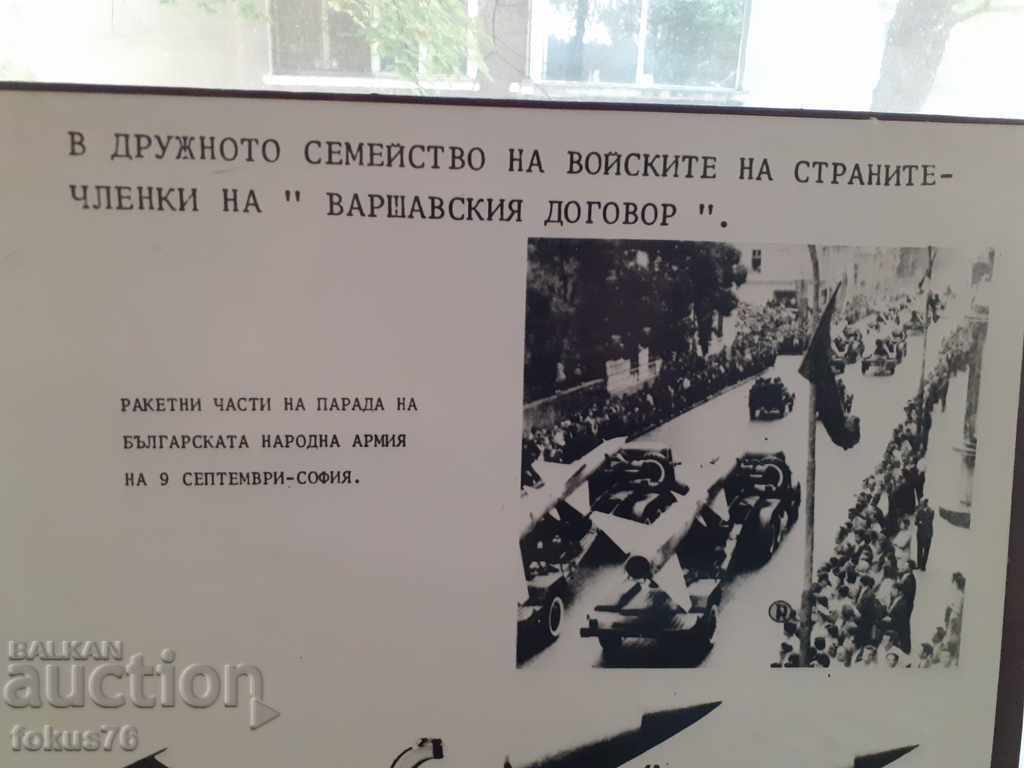 В ДРУЖНОТО СЕМЕЙСТВО НА ВОЙСКИТЕ НА СТРАНИТЕ-
ЧЛЕНКИ НА " ВАРШАВСКИЯ ДОГОВОР ".
РАКЕТНИ ЧАСТИ НА ПАРАДА НА
БЪЛГАРСКАТА НАРОДНА АРМИЯ
НА 9 СЕПТЕМВРИ-СОФИЯ.
BALKAN
auction
fokus76